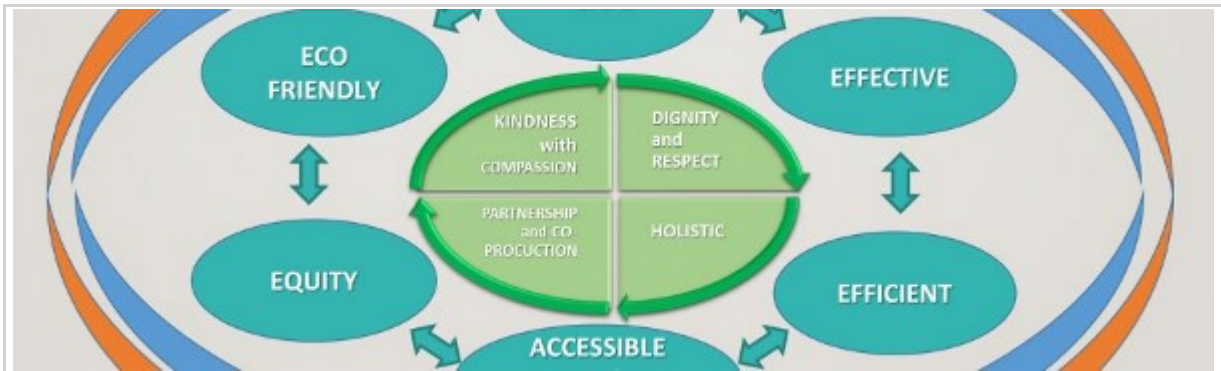 ECO
FRIENDLY
EFFECTIVE
KINDNESS
with
COMPASSION
DIGNITY
and
RESPECT
PARTNERSHIP
and CO-
PROCUCTION
HOLISTIC
EQUITY
EFFICIENT
ACCESSIBLE